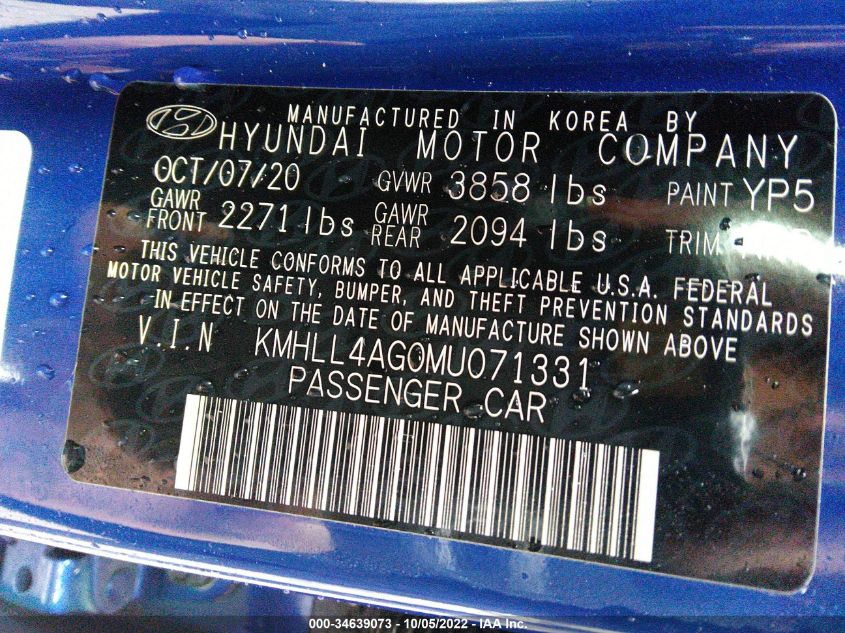 MANUFACTURED IN KOREA BY
HYUNDAI MOTOR COMPANY
OCT/07/20 GVWR 3858 lbs PAINT YP5
GAWR FRONT 2271 lbs GAWR REAR 2094 lbs TRIM
THIS VEHICLE CONFORMS TO ALL APPLICABLE U.S.A. FEDERAL
MOTOR VEHICLE SAFETY, BUMPER, AND THEFT PREVENTION STANDARDS
IN EFFECT ON THE DATE OF MANUFACTURE SHOWN ABOVE
V.I.N KMHLL4AG0MU071331
PASSENGER CAR
000-34639073 - 10/05/2022 - IAA Inc.